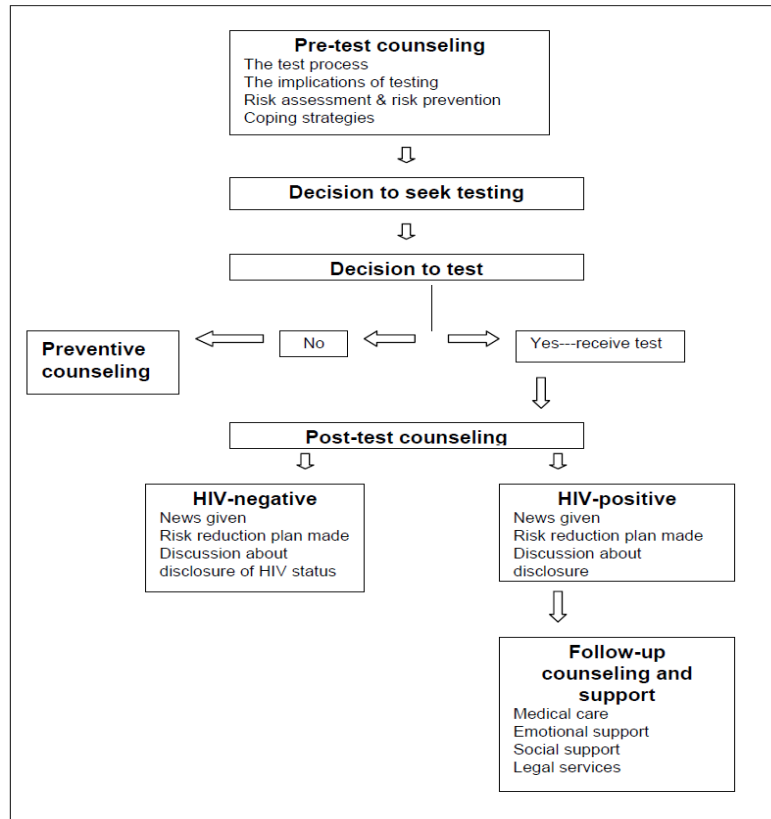 Pre-test counseling
The test process
The implications of testing
Risk assessment & risk prevention
Coping strategies
Decision to seek testing
Decision to test
Preventive
counseling
No
Yes---receive test
Post-test counseling
HIV-negative
News given
Risk reduction plan made
Discussion about
disclosure of HIV status
HIV-positive
News given
Risk reduction plan made
Discussion about
disclosure
Follow-up
counseling and
support
Medical care
Emotional support
Social support
Legal services